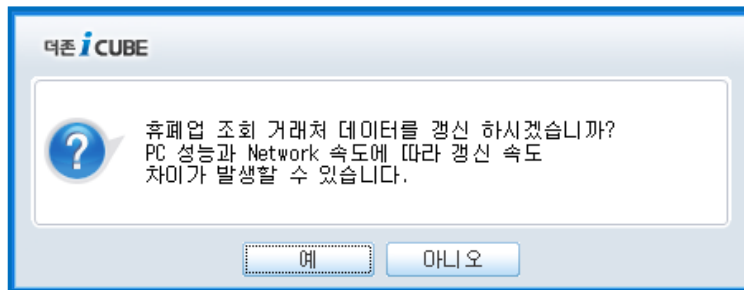 더존 iCUBE
휴폐업 조회 거래처 데이터를 갱신 하시겠습니까?
PC 성능과 Network 속도에 따라 갱신 속도
차이가 발생할 수 있습니다.
예 아니오